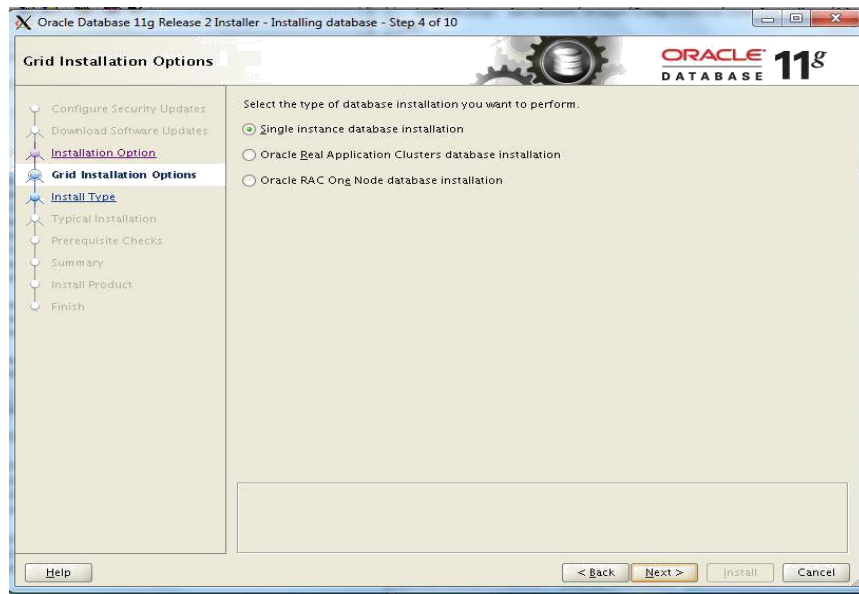 Oracle Database 11g Release 2 Installer - Installing database - Step 4 of 10
Grid Installation Options
ORACLE
DATABASE 11g
Configure Security Updates
Download Software Updates
Installation Option
Grid Installation Options
Install Type
Typical Installation
Prerequisite Checks
Summary
Install Product
Finish
Select the type of database installation you want to perform.
Single instance database installation
Oracle Real Application Clusters database installation
Oracle RAC One Node database installation
Help
< Back
Next >
Install
Cancel